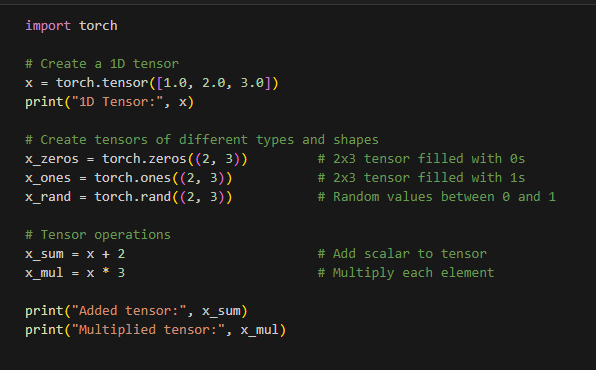 import torch
# Create a 1D tensor
x = torch.tensor([1.0, 2.0, 3.0])
print("1D Tensor:", x)
# Create tensors of different types and shapes
x_zeros = torch.zeros((2, 3))         # 2x3 tensor filled with 0s
x_ones = torch.ones((2, 3))           # 2x3 tensor filled with 1s
x_rand = torch.rand((2, 3))           # Random values between 0 and 1
# Tensor operations
x_sum = x + 2                         # Add scalar to tensor
x_mul = x * 3                         # Multiply each element
print("Added tensor:", x_sum)
print("Multiplied tensor:", x_mul)